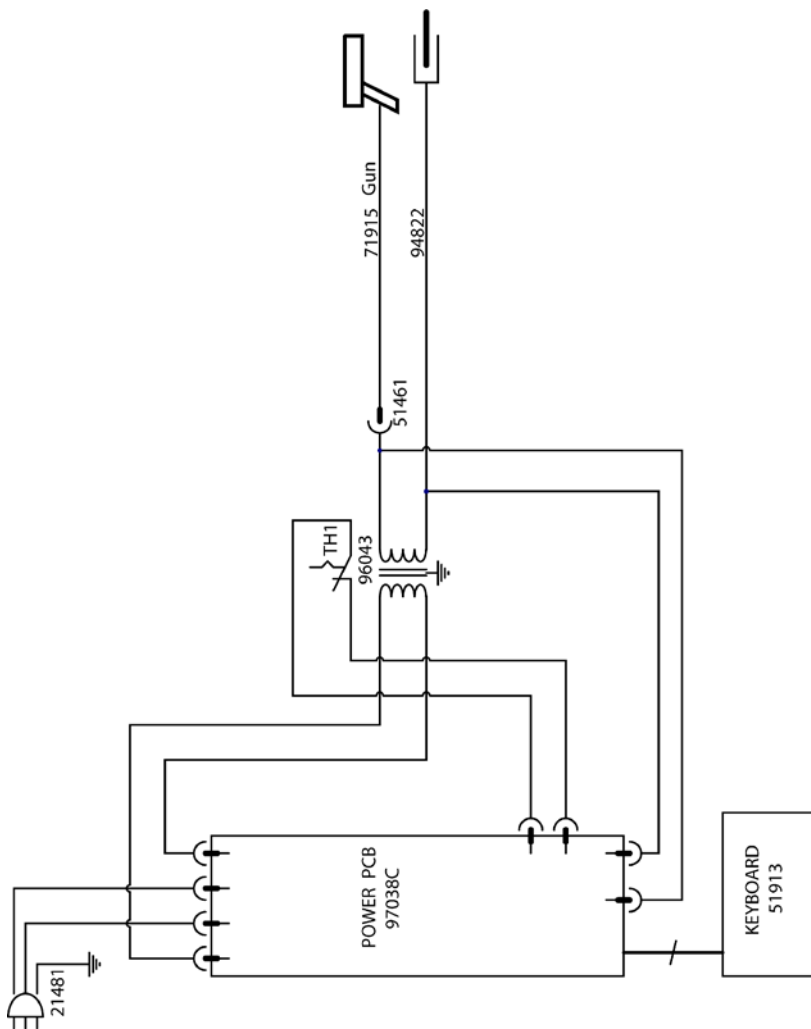 71915 Gun
94822
51461
TH1
96043
POWER PCB
97038C
KEYBOARD
51913
21481